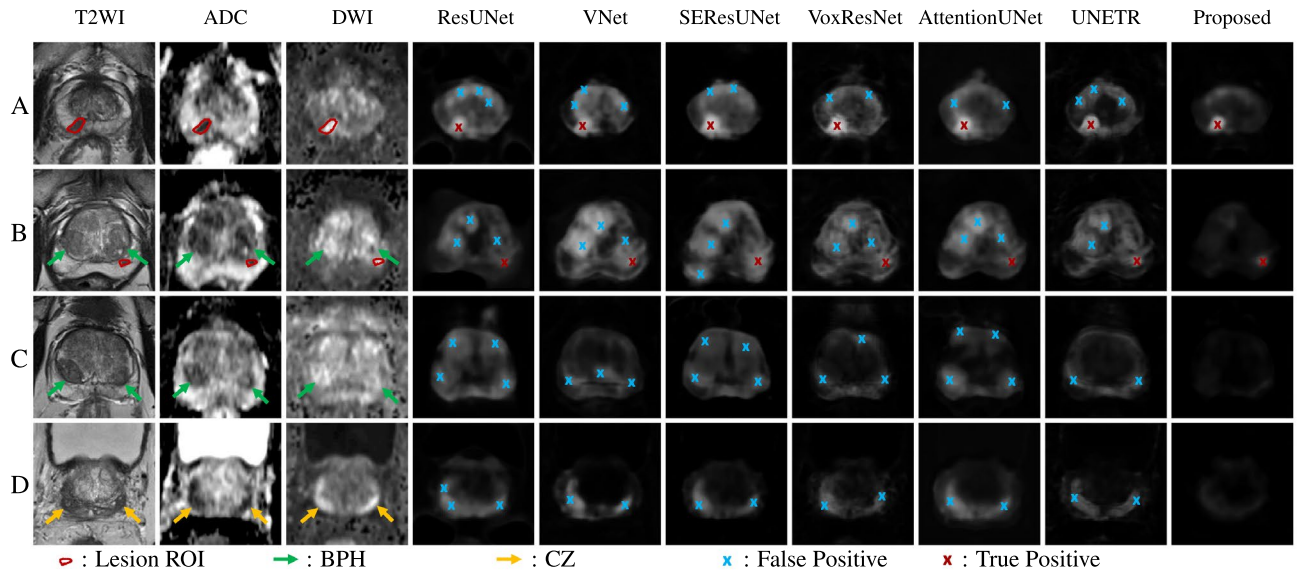 T2WI ADC DWI ResUNet VNet SEResUNet VoxResNet AttentionUNet UNETR Proposed
A
B
C
D
: Lesion ROI : BPH : CZ x : False Positive x : True Positive